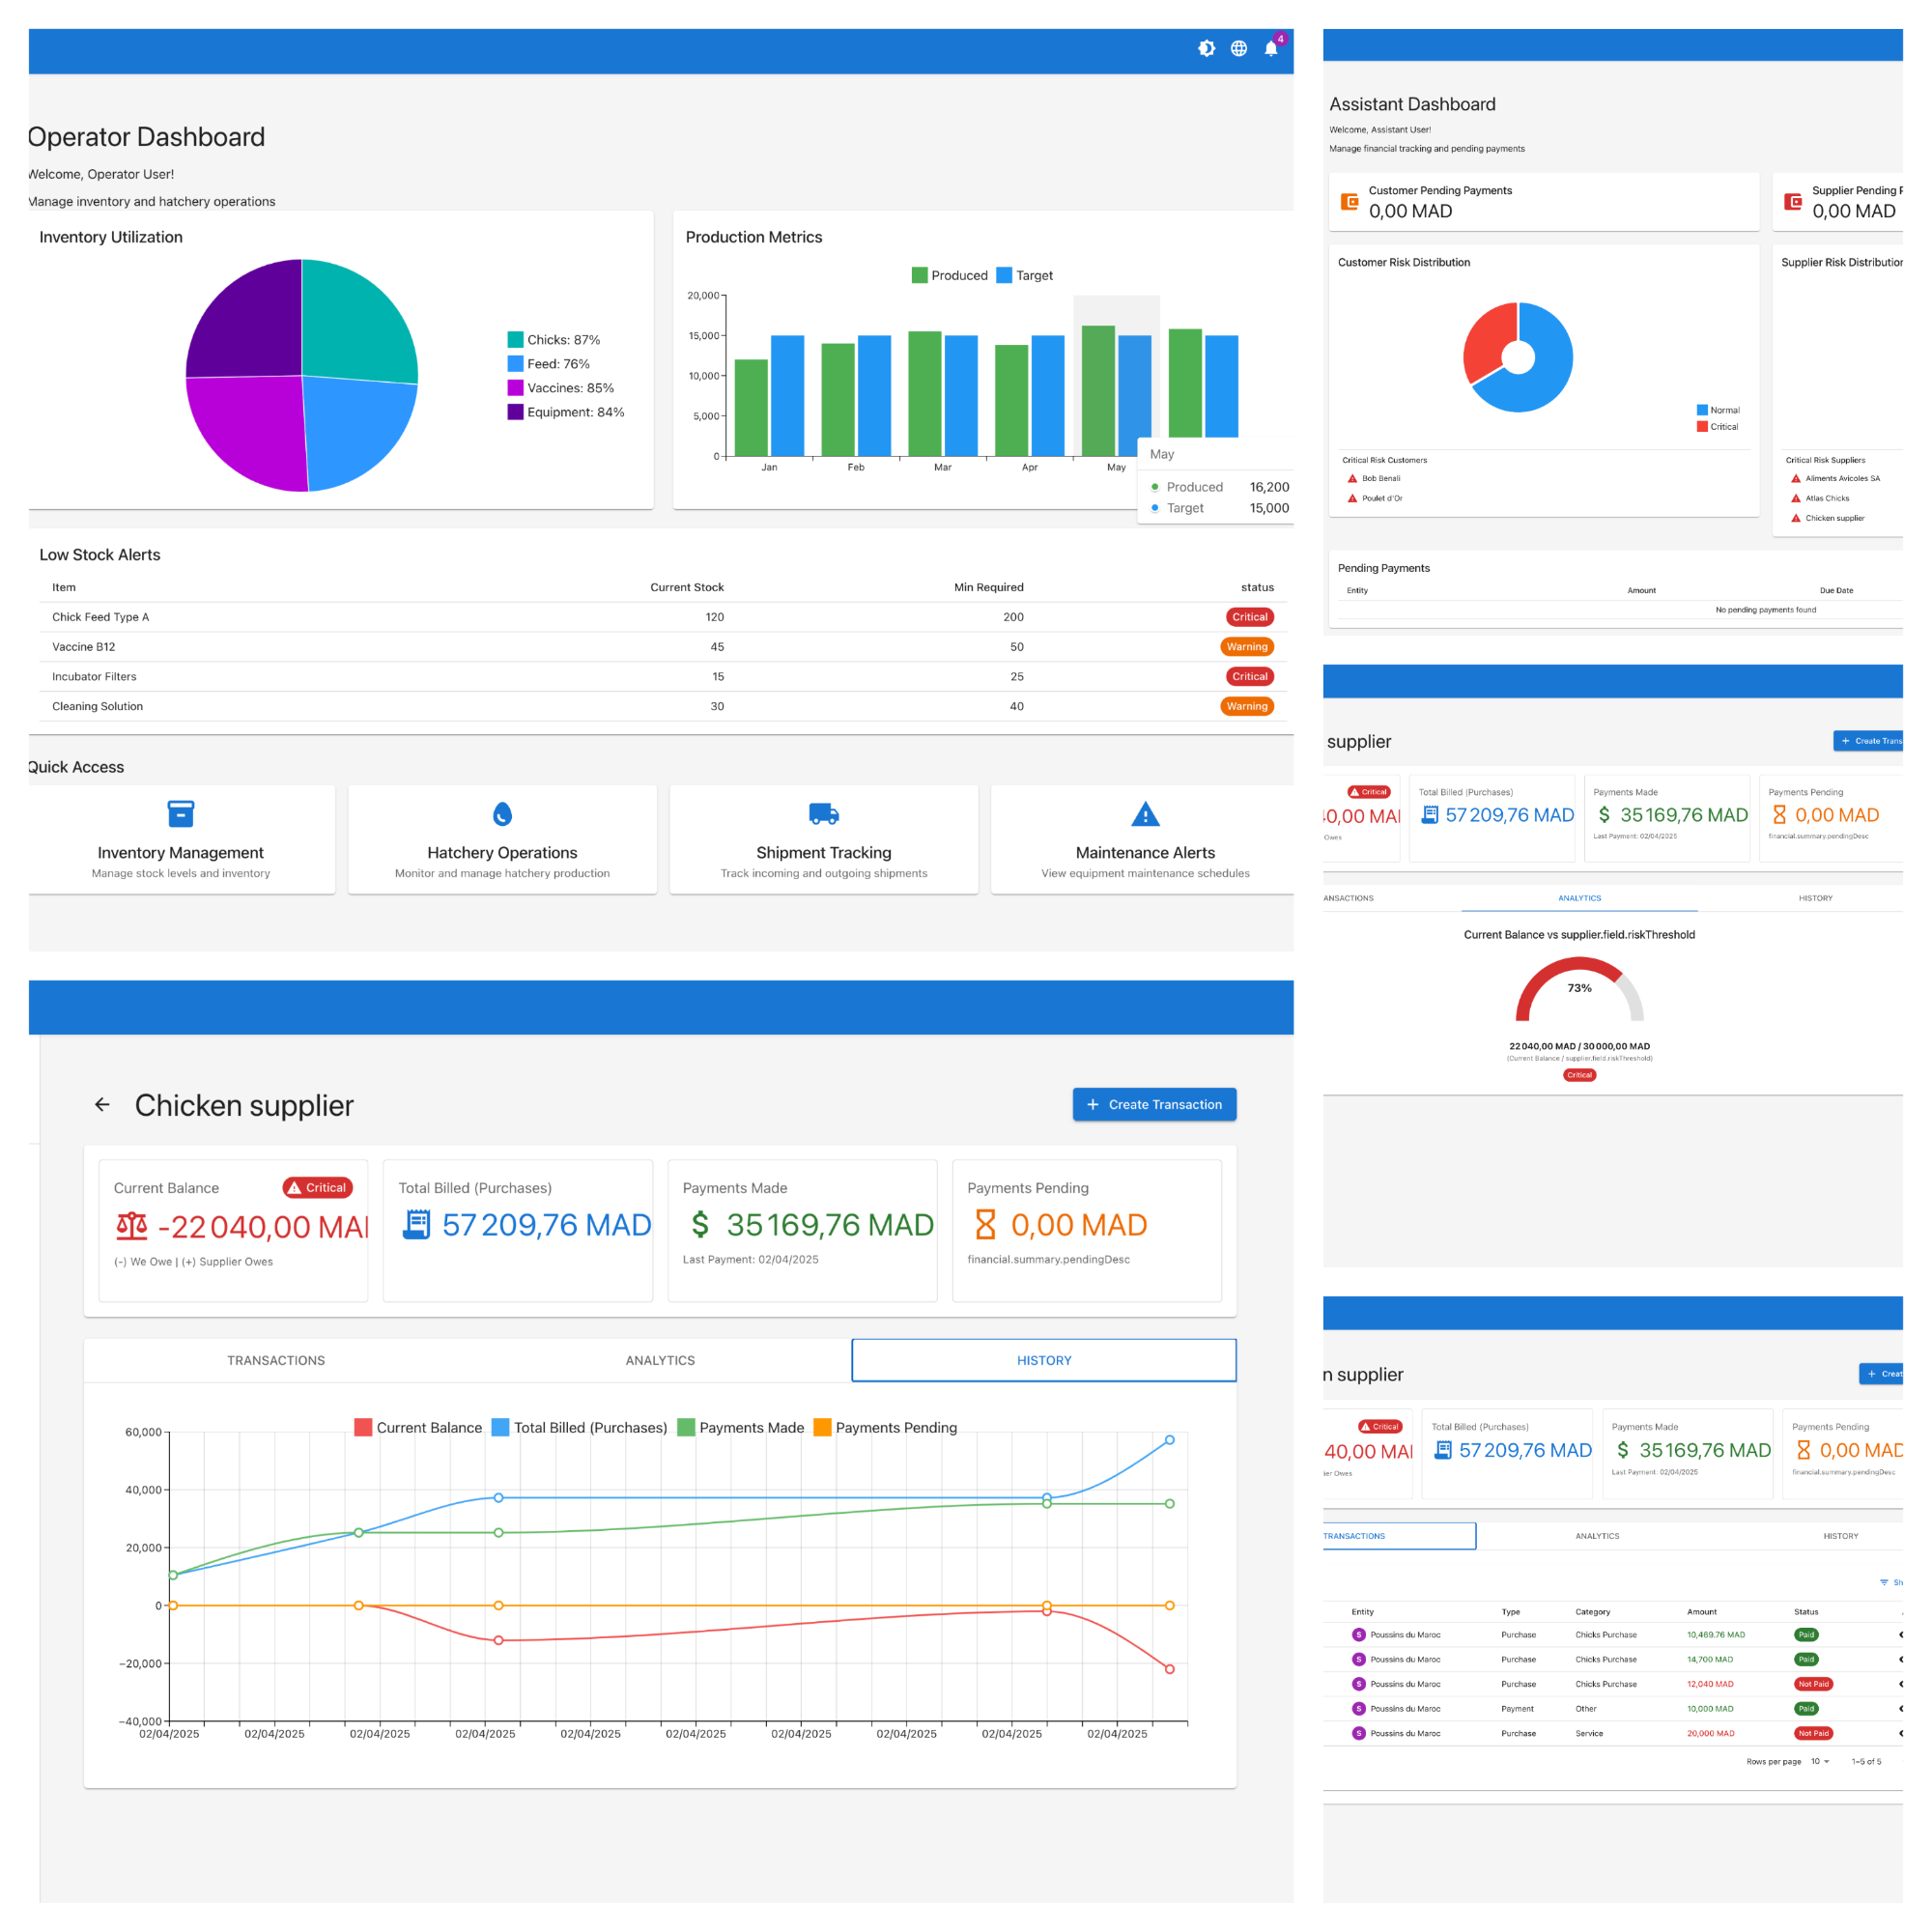 4
Operator Dashboard
Welcome, Operator User!
Manage inventory and hatchery operations
Inventory Utilization
Chicks: 87%
Feed: 76%
Vaccines: 85%
Equipment: 84%
Production Metrics
Produced Target
20,000
15,000
10,000
5,000
0
Jan Feb Mar Apr May
May
Produced 16,200
Target 15,000
Low Stock Alerts
Item Current Stock Min Required status
Chick Feed Type A 120 200 Critical
Vaccine B12 45 50 Warning
Incubator Filters 15 25 Critical
Cleaning Solution 30 40 Warning
Quick Access
Inventory Management
Manage stock levels and inventory
Hatchery Operations
Monitor and manage hatchery production
Shipment Tracking
Track incoming and outgoing shipments
Maintenance Alerts
View equipment maintenance schedules
Assistant Dashboard
Welcome, Assistant User!
Manage financial tracking and pending payments
Customer Pending Payments
0,00 MAD
Supplier Pending P
0,00 MAD
Customer Risk Distribution
Normal
Critical
Critical Risk Customers
Bob Benali
Poulet d'Or
Supplier Risk Distribution
Critical Risk Suppliers
Aliments Avicoles SA
Atlas Chicks
Chicken supplier
Pending Payments
Entity Amount Due Date
No pending payments found
supplier
+ Create Trans
Critical
40,00 MAI
Owes
Total Billed (Purchases)
57 209,76 MAD
Payments Made
$ 35 169,76 MAD
Last Payment: 02/04/2025
Payments Pending
0,00 MAD
financial.summary.pendingDesc
ANSACTIONS ANALYTICS HISTORY
Current Balance vs supplier.field.riskThreshold
73%
22 040,00 MAD / 30 000,00 MAD
(Current Balance / supplier.field.riskThreshold)
Critical
Chicken supplier
+ Create Transaction
Current Balance Critical
-22 040,00 MAI
(-) We Owe | (+) Supplier Owes
Total Billed (Purchases)
57 209,76 MAD
Payments Made
$ 35 169,76 MAD
Last Payment: 02/04/2025
Payments Pending
0,00 MAD
financial.summary.pendingDesc
TRANSACTIONS ANALYTICS HISTORY
Current Balance Total Billed (Purchases) Payments Made Payments Pending
60,000
40,000
20,000
0
−20,000
−40,000
02/04/2025 02/04/2025 02/04/2025 02/04/2025 02/04/2025 02/04/2025 02/04/2025 02/04/2025 02/04/2025 02/04/2025
n supplier
+ Creat
Critical
40,00 MAI
ier Owes
Total Billed (Purchases)
57 209,76 MAD
Payments Made
$ 35 169,76 MAD
Last Payment: 02/04/2025
Payments Pending
0,00 MAD
financial.summary.pendingDesc
TRANSACTIONS ANALYTICS HISTORY
Sh
Entity Type Category Amount Status
S Poussins du Maroc Purchase Chicks Purchase 10,469.76 MAD Paid
S Poussins du Maroc Purchase Chicks Purchase 14,700 MAD Paid
S Poussins du Maroc Purchase Chicks Purchase 12,040 MAD Not Paid
S Poussins du Maroc Payment Other 10,000 MAD Paid
S Poussins du Maroc Purchase Service 20,000 MAD Not Paid
Rows per page 10 1–5 of 5